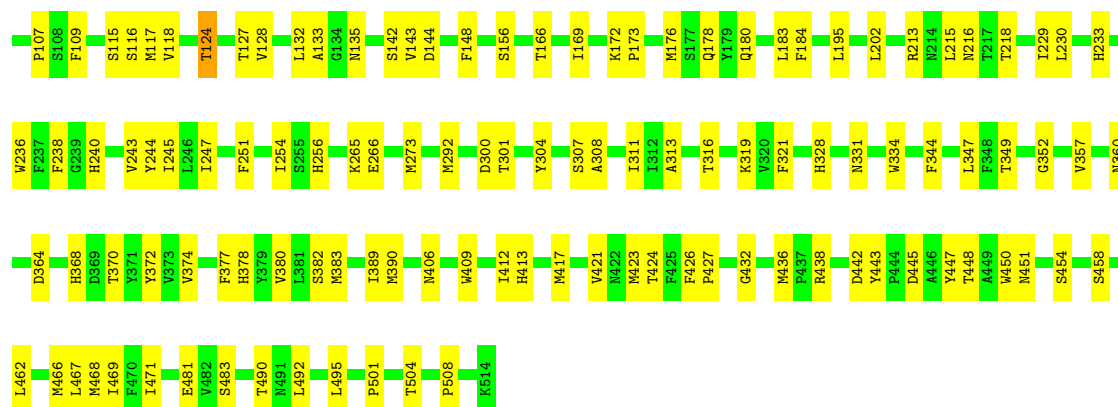 P107 S108 F109 S115 S116 M117 V118 T124 T127 V128 L132 A133 G134 N135 S142 V143 D144 F148 S156 T166 I169 K172 P173 M176 S177 Q178 Y179 Q180 L183 F184 L195 L202 R213 N214 L215 N216 T217 T218 I229 L230 H233
W236 F237 F238 G239 H240 V243 Y244 I245 L246 I247 F251 I254 S255 H256 K265 E266 M273 M292 D300 T301 Y304 S307 A308 I311 I312 A313 T316 K319 V320 F321 H328 N331 W334 F344 L347 F348 T349 G352 V357 N360
D364 H368 D369 T370 Y371 Y372 V373 V374 F377 H378 Y379 V380 L381 S382 M383 I389 M390 N406 W409 I412 H413 M417 V421 N422 M423 T424 F425 F426 P427 G432 M436 P437 R438 D442 Y443 P444 D445 A446 Y447 T448 A449 W450 N451 S454 S458
L462 M466 L467 M468 I469 F470 I471 E481 V482 S483 T490 N491 L492 L495 P501 T504 P508 K514